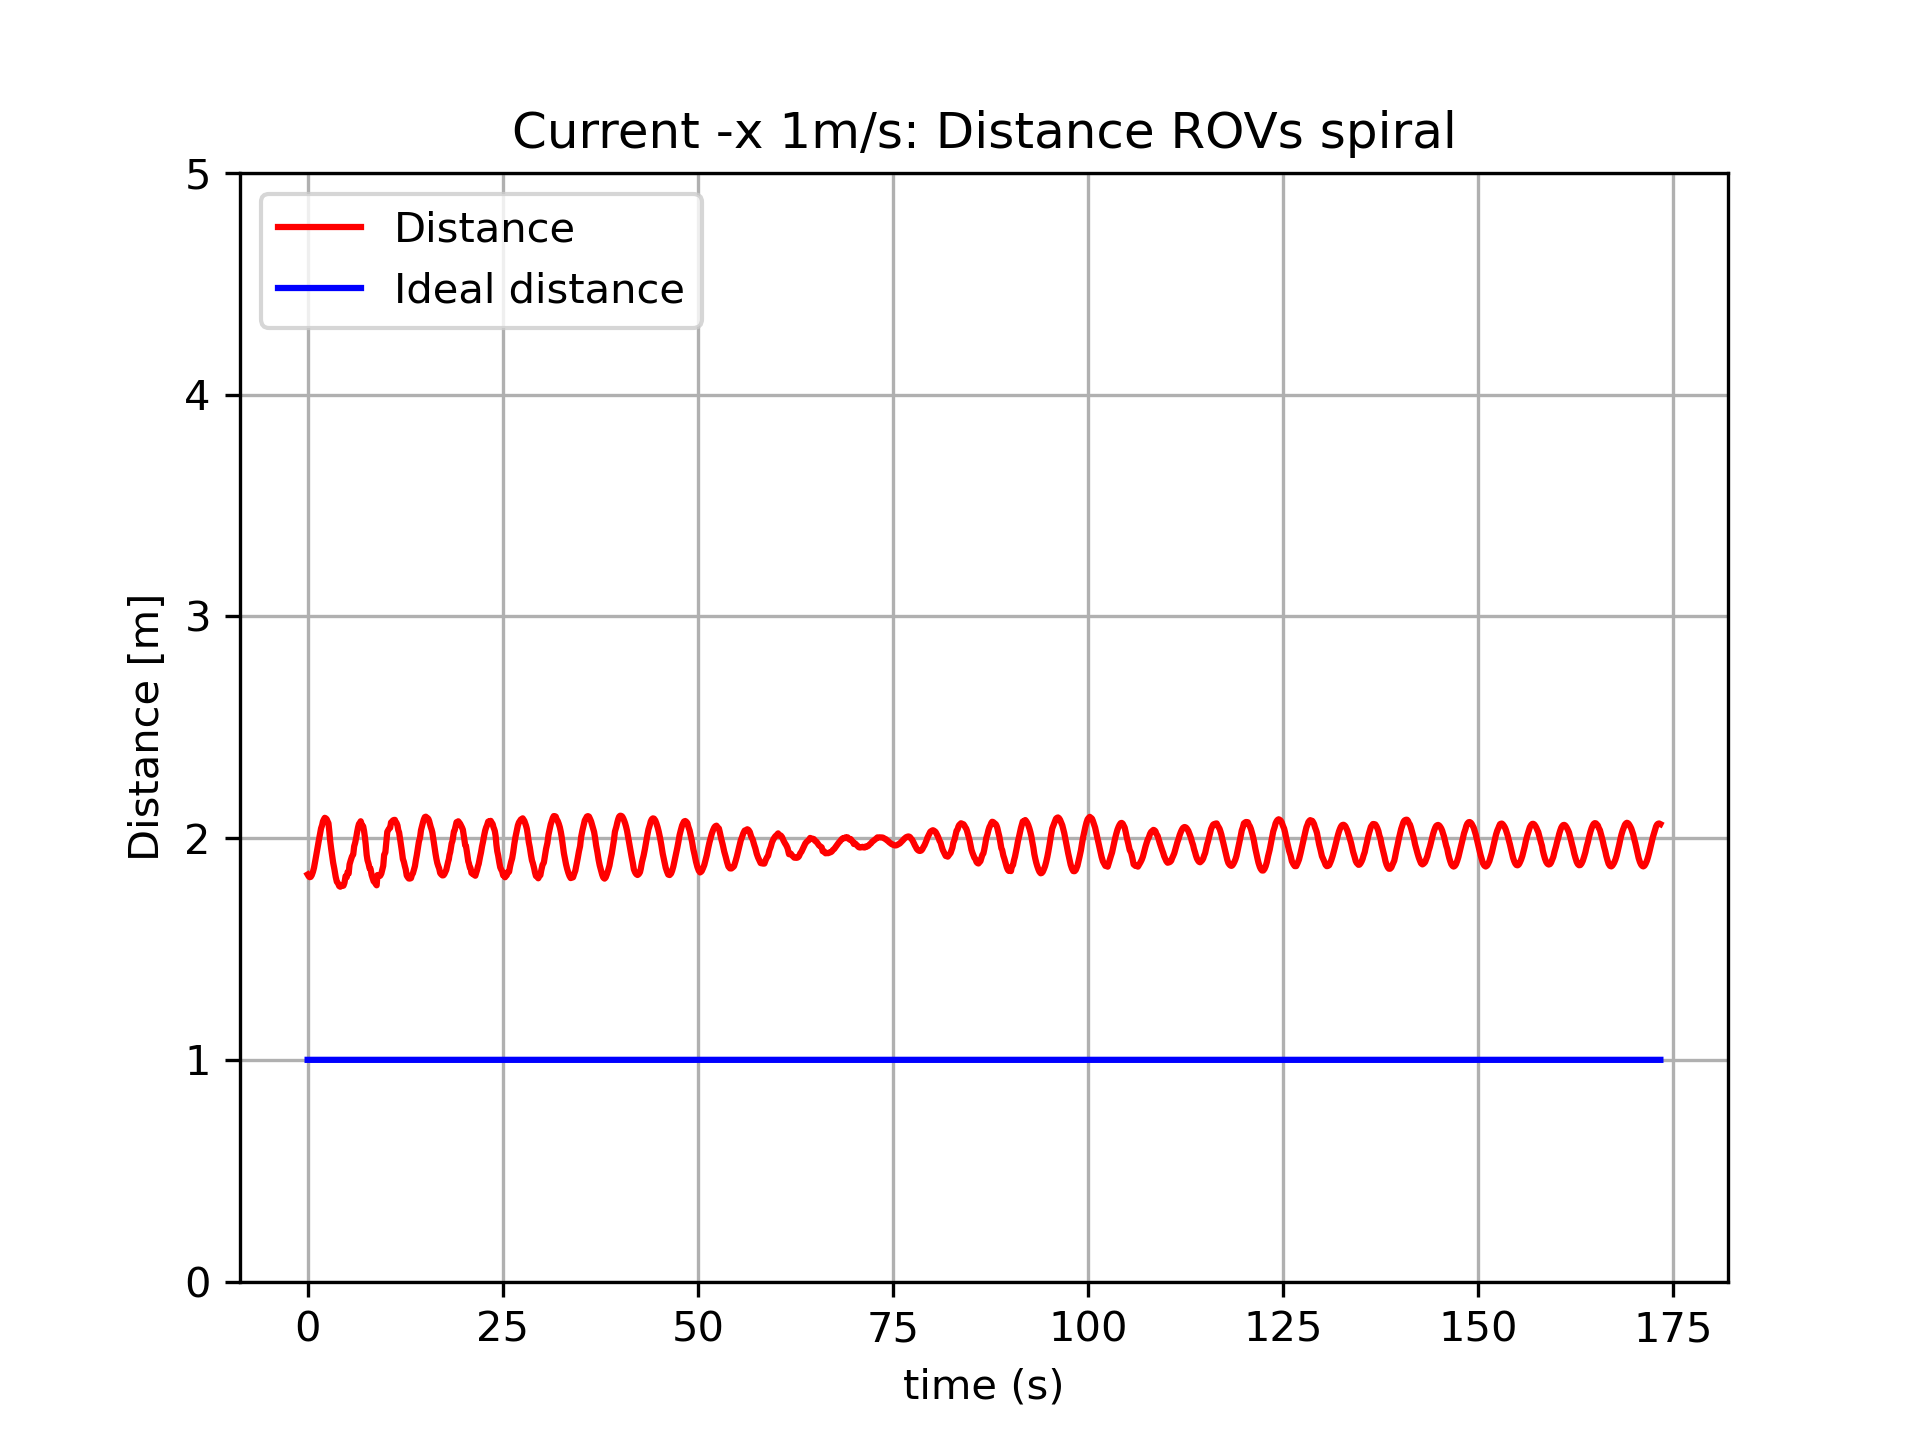 Current -x 1m/s: Distance ROVs spiral
Distance
Ideal distance
5
4
3
2
1
0
Distance [m]
0 25 50 75 100 125 150 175
time (s)